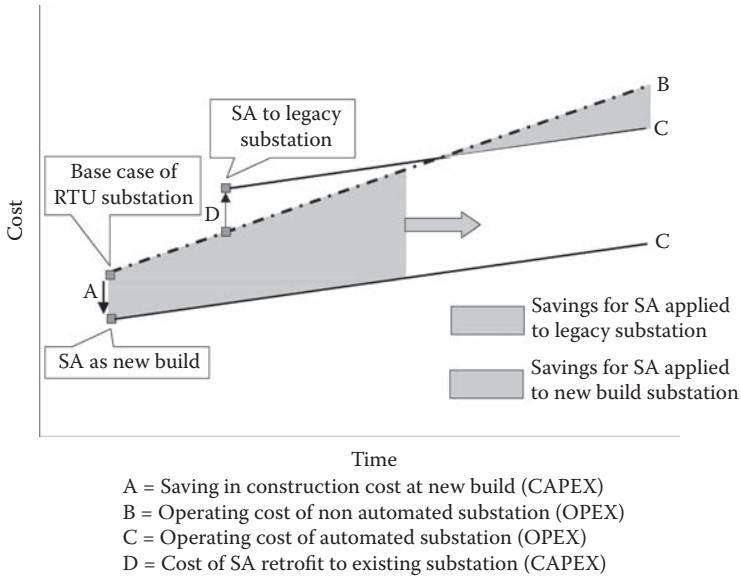 B
SA to legacy
substation
C
Base case of
RTU substation
D
Cost
C
A
Savings for SA applied
to legacy substation
SA as new build
Savings for SA applied
to new build substation
Time
A = Saving in construction cost at new build (CAPEX)
B = Operating cost of non automated substation (OPEX)
C = Operating cost of automated substation (OPEX)
D = Cost of SA retrofit to existing substation (CAPEX)